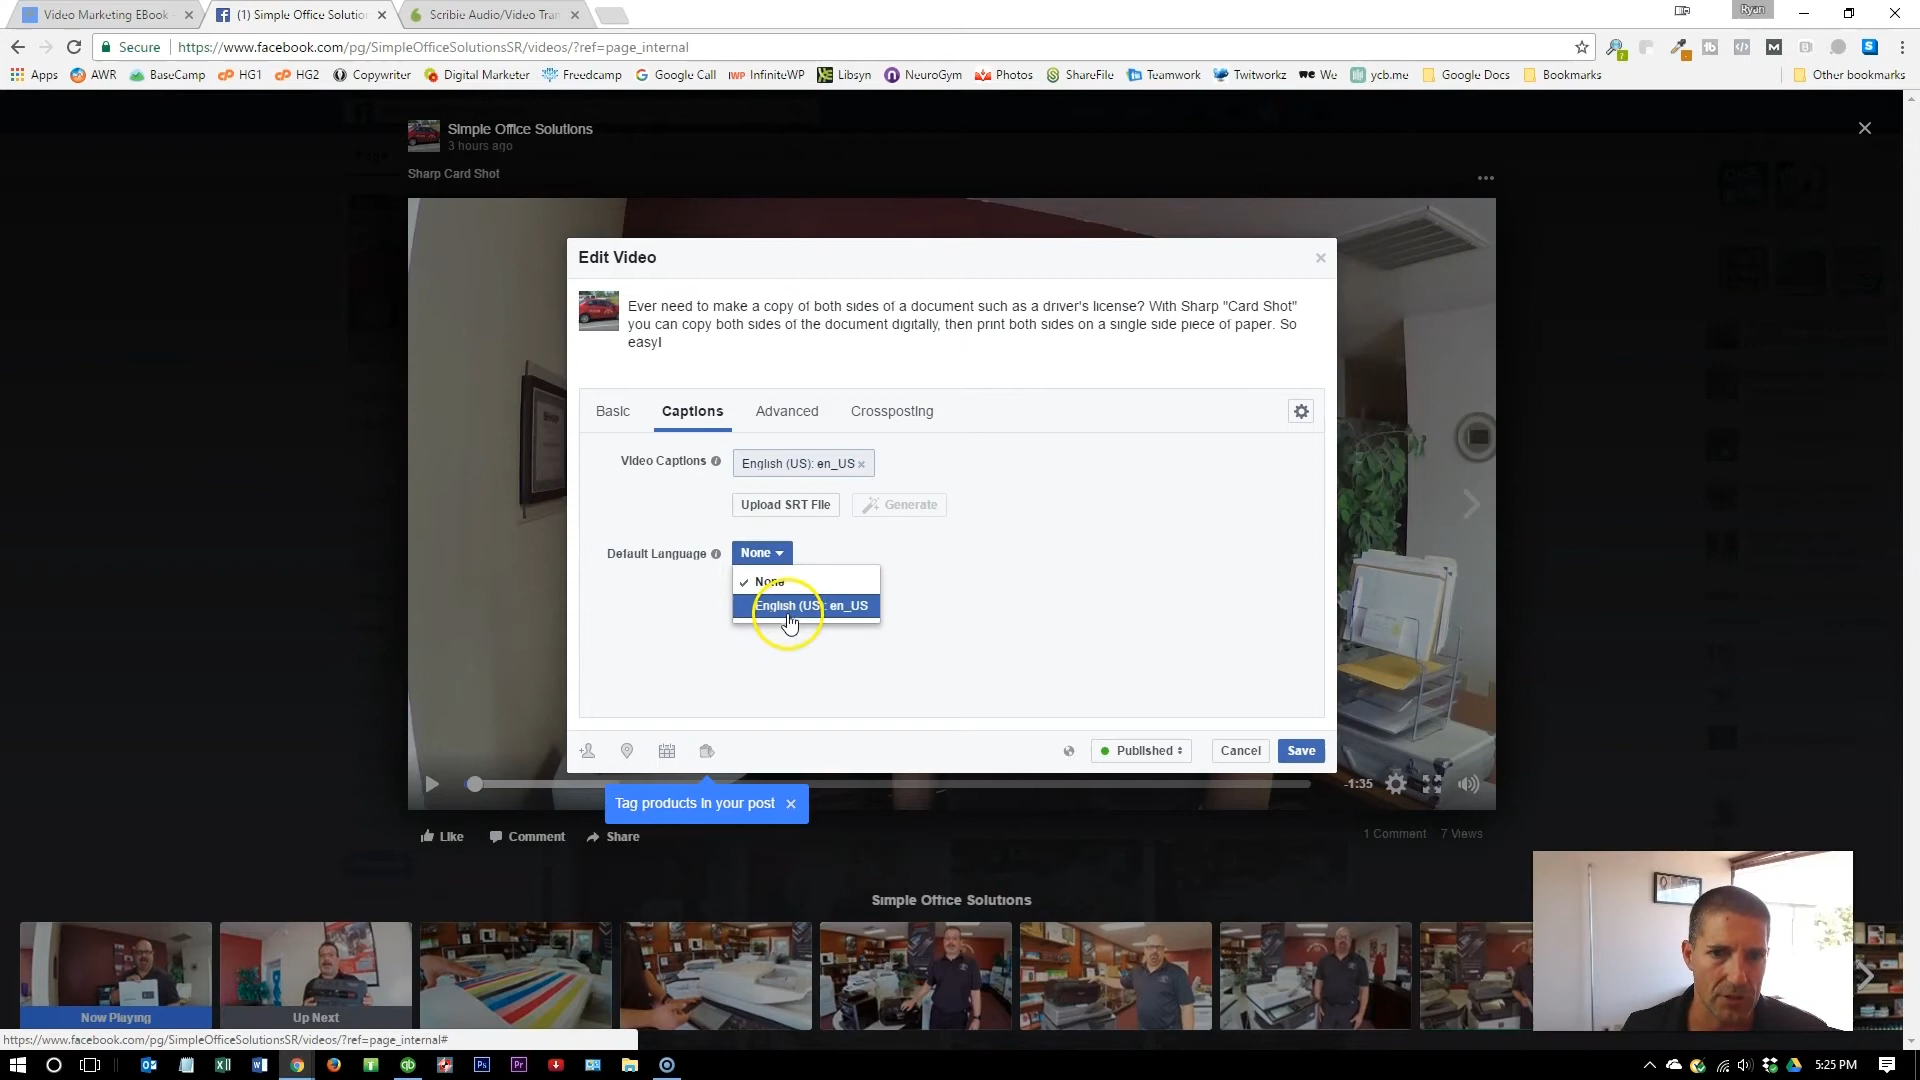 Video Marketing EBook
(1) Simple Office Solution
Scribie Audio/Video Tran
Ryan
Secure
https://www.facebook.com/pg/SimpleOfficeSolutionsSR/videos/?ref=page_internal
Apps
AWR
BaseCamp
HG1
HG2
Copywriter
Digital Marketer
Freedcamp
Google Call
InfiniteWP
Libsyn
NeuroGym
Photos
ShareFile
Teamwork
Twitworkz
We
ycb.me
Google Docs
Bookmarks
Other bookmarks
Simple Office Solutions
3 hours ago
Sharp Card Shot
Edit Video
Ever need to make a copy of both sides of a document such as a driver's license? With Sharp "Card Shot"
you can copy both sides of the document digitally, then print both sides on a single side piece of paper. So
easy!
Basic
Captions
Advanced
Crossposting
Video Captions
English (US): en_US
Upload SRT File
Generate
Default Language
None
None
English (US): en_US
Published
Cancel
Save
-1:35
Tag products in your post
Like
Comment
Share
1 Comment
7 Views
Simple Office Solutions
Now Playing
Up Next
https://www.facebook.com/pg/SimpleOfficeSolutionsSR/videos/?ref=page_internal#
5:25 PM